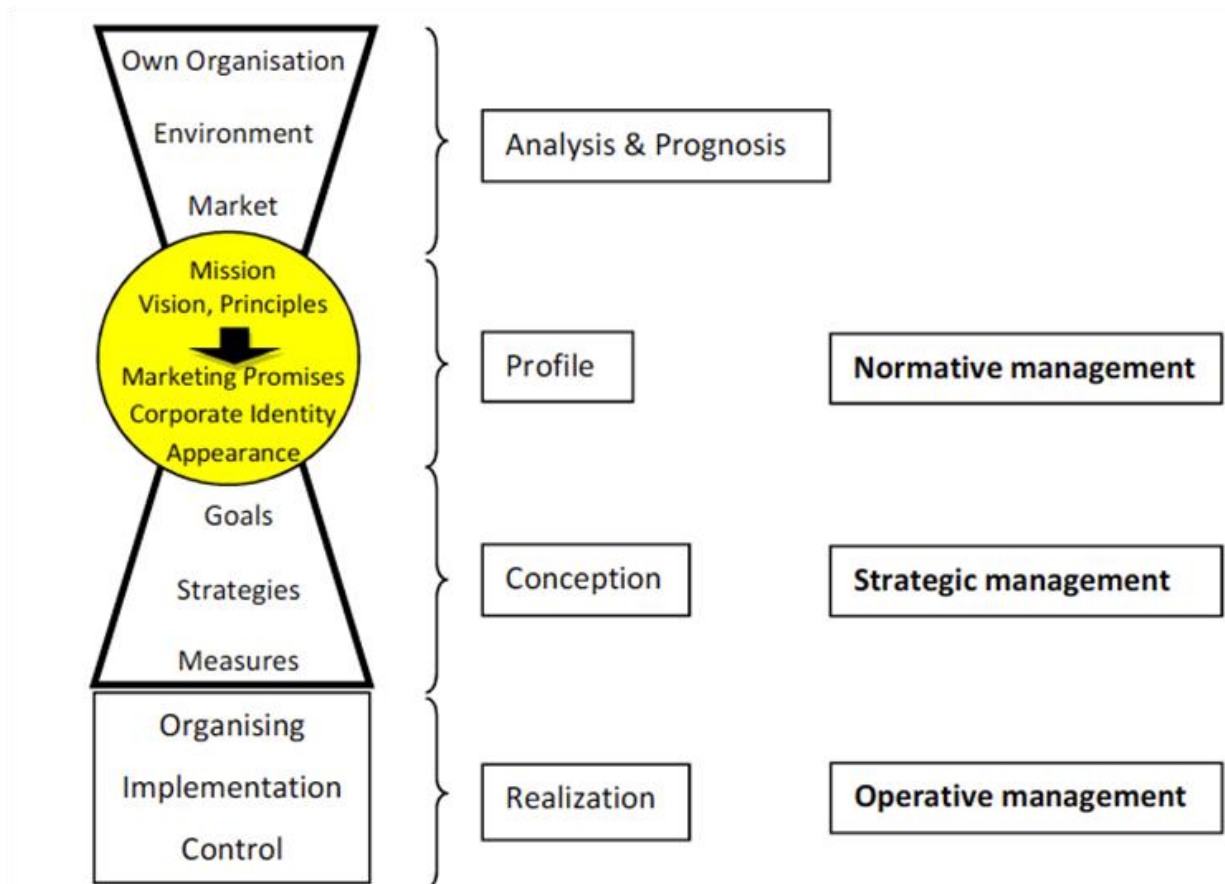 Own Organisation
Environment
Market
Analysis & Prognosis
Mission
Vision, Principles
Marketing Promises
Corporate Identity
Appearance
Profile
Normative management
Goals
Strategies
Measures
Conception
Strategic management
Organising
Implementation
Control
Realization
Operative management